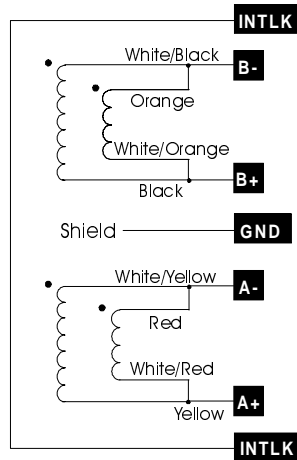 INTLK
White/Black
B-
Orange
White/Orange
B+
Black
Shield
GND
White/Yellow
A-
Red
White/Red
A+
Yellow
INTLK